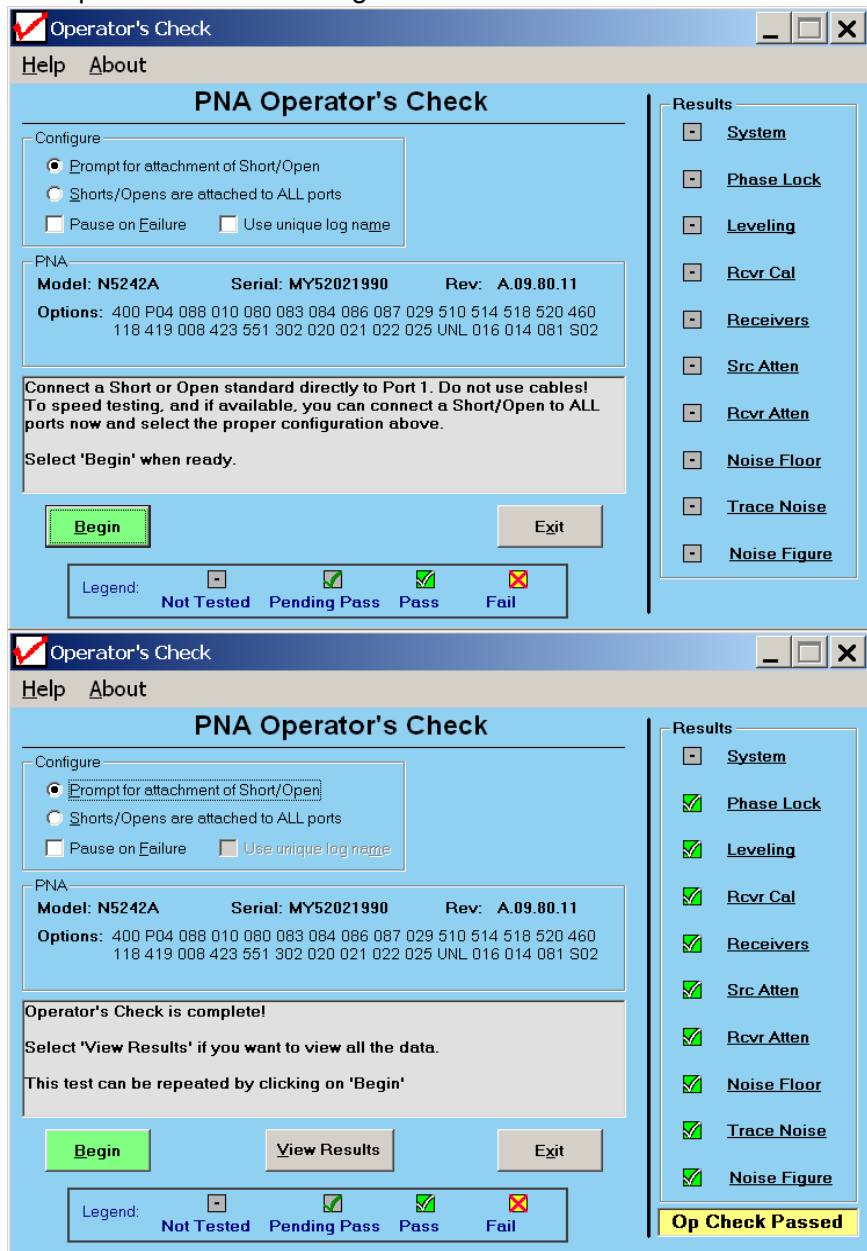 Operator's Check
Help About
PNA Operator's Check
Configure
Prompt for attachment of Short/Open
Shorts/Opens are attached to ALL ports
Pause on Failure Use unique log name
PNA
Model: N5242A Serial: MY52021990 Rev: A.09.80.11
Options: 400 P04 088 010 080 083 084 086 087 029 510 514 518 520 460
118 419 008 423 551 302 020 021 022 025 UNL 016 014 081 S02
Connect a Short or Open standard directly to Port 1. Do not use cables!
To speed testing, and if available, you can connect a Short/Open to ALL
ports now and select the proper configuration above.
Select 'Begin' when ready.
Begin Exit
Legend:
Not Tested Pending Pass Pass Fail
Results
System
Phase Lock
Leveling
Rcvr Cal
Receivers
Src Atten
Rcvr Atten
Noise Floor
Trace Noise
Noise Figure
Operator's Check
Help About
PNA Operator's Check
Configure
Prompt for attachment of Short/Open
Shorts/Opens are attached to ALL ports
Pause on Failure Use unique log name
PNA
Model: N5242A Serial: MY52021990 Rev: A.09.80.11
Options: 400 P04 088 010 080 083 084 086 087 029 510 514 518 520 460
118 419 008 423 551 302 020 021 022 025 UNL 016 014 081 S02
Operator's Check is complete!
Select 'View Results' if you want to view all the data.
This test can be repeated by clicking on 'Begin'
Begin View Results Exit
Legend:
Not Tested Pending Pass Pass Fail
Results
System
Phase Lock
Leveling
Rcvr Cal
Receivers
Src Atten
Rcvr Atten
Noise Floor
Trace Noise
Noise Figure
Op Check Passed